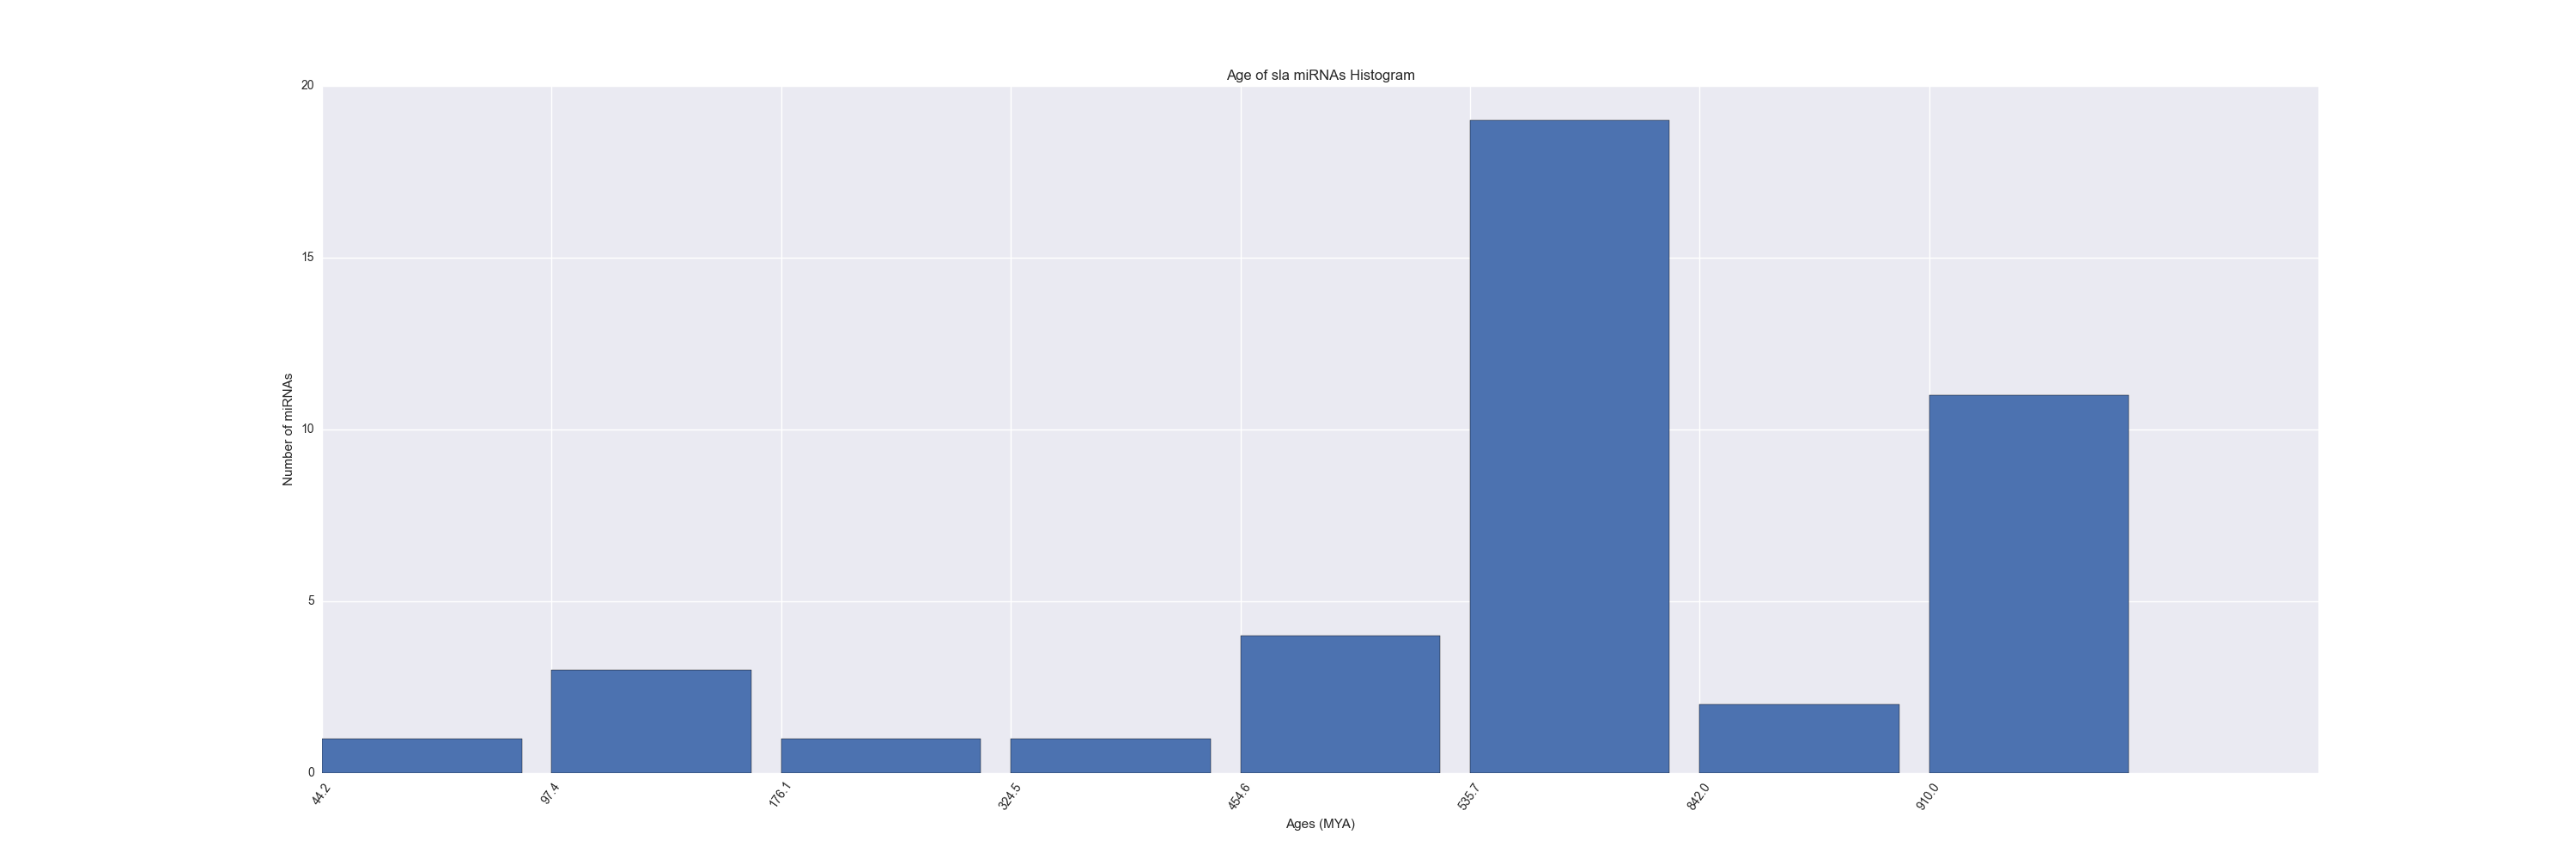 Age of sla miRNAs Histogram
20
15
10
5
0
Number of miRNAs
44.2 97.4 176.1 324.5 454.6 535.7 842.0 910.0
Ages (MYA)